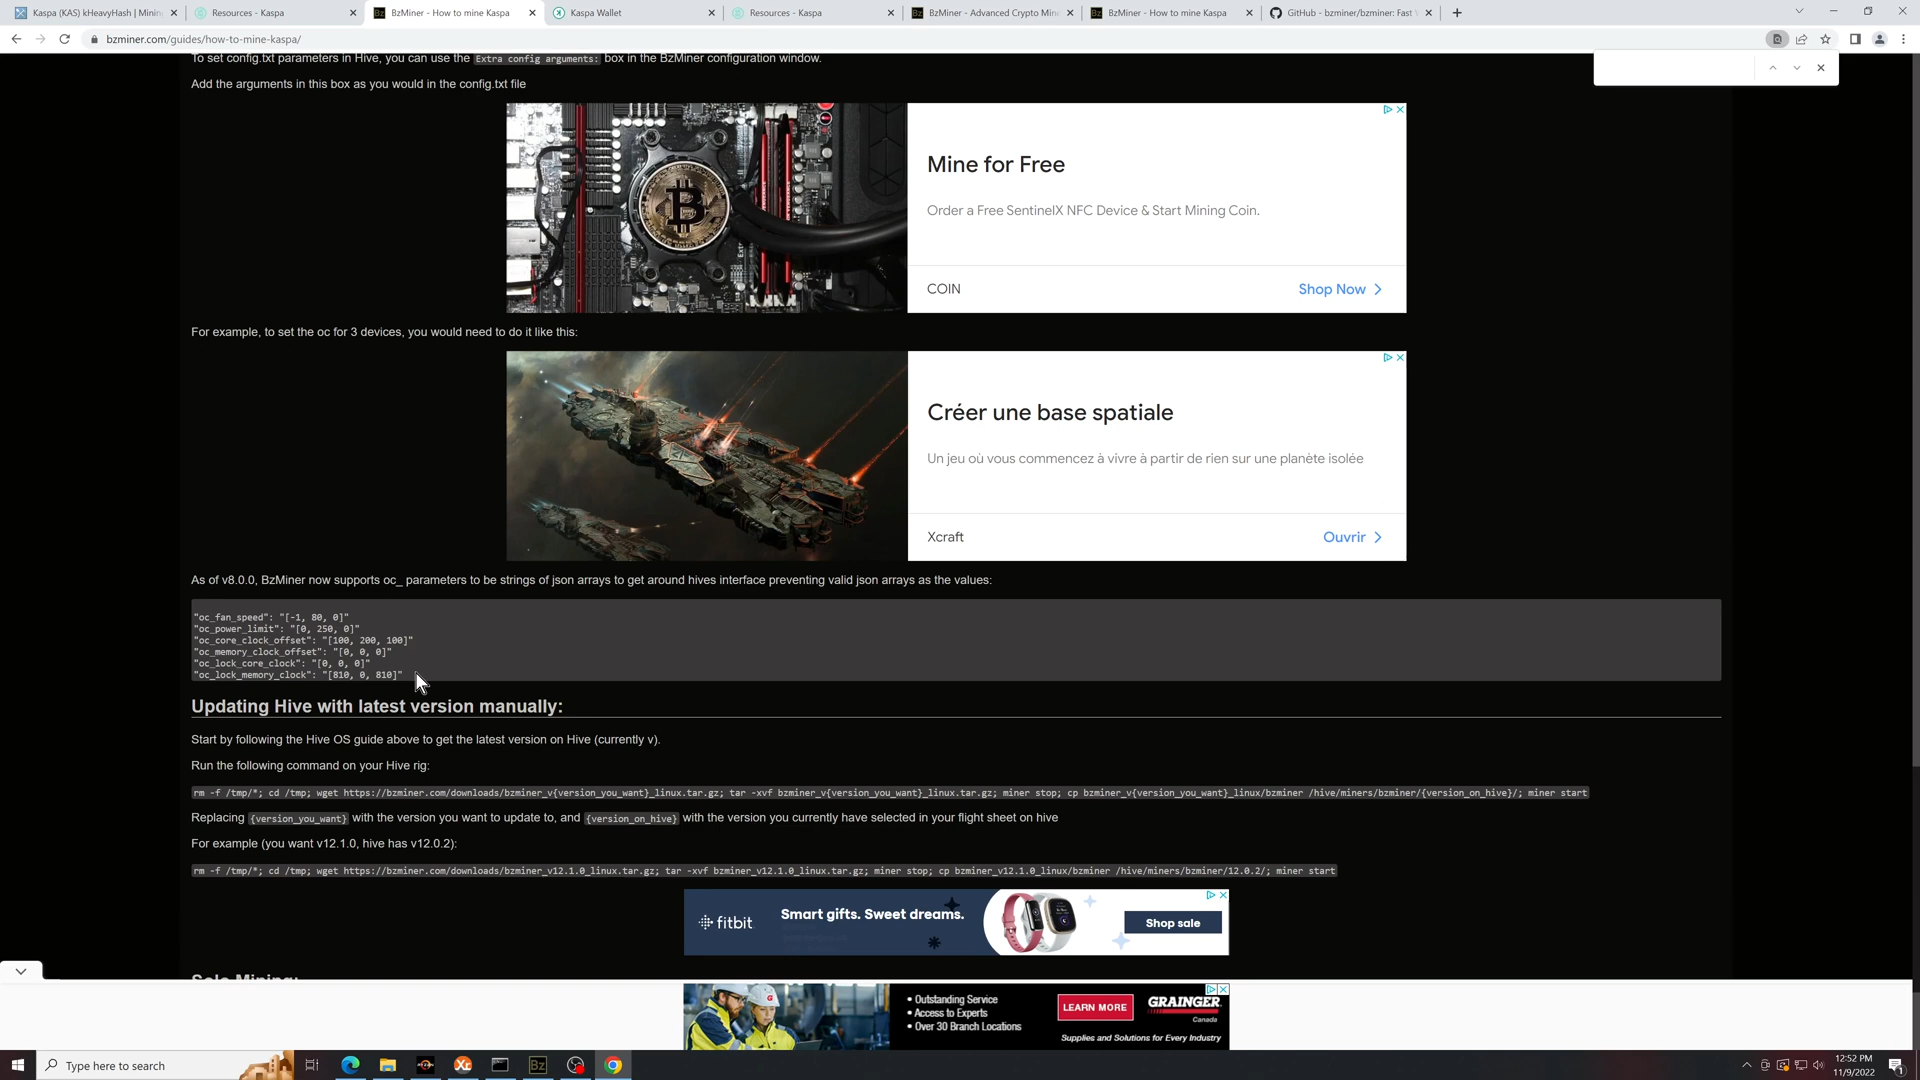 Kaspa (KAS) kHeavyHash | Minin
Resources - Kaspa
BzMiner - How to mine Kaspa
Kaspa Wallet
Resources - Kaspa
BzMiner - Advanced Crypto Min
BzMiner - How to mine Kaspa
GitHub - bzminer/bzminer: Fast
bzminer.com/guides/how-to-mine-kaspa/
To set config.txt parameters in Hive, you can use the Extra config arguments: box in the BzMiner configuration window.
Add the arguments in this box as you would in the config.txt file
Mine for Free
Order a Free SentinelX NFC Device & Start Mining Coin.
COIN
Shop Now
For example, to set the oc for 3 devices, you would need to do it like this:
Créer une base spatiale
Un jeu où vous commencez à vivre à partir de rien sur une planète isolée
Xcraft
Ouvrir
As of v8.0.0, BzMiner now supports oc_ parameters to be strings of json arrays to get around hives interface preventing valid json arrays as the values:
"oc_fan_speed": "[-1, 80, 0]"
"oc_power_limit": "[0, 250, 0]"
"oc_core_clock_offset": "[100, 200, 100]"
"oc_memory_clock_offset": "[0, 0, 0]"
"oc_lock_core_clock": "[0, 0, 0]"
"oc_lock_memory_clock": "[810, 0, 810]"
Updating Hive with latest version manually:
Start by following the Hive OS guide above to get the latest version on Hive (currently v).
Run the following command on your Hive rig:
rm -f /tmp/*; cd /tmp; wget https://bzminer.com/downloads/bzminer_v{version_you_want}_linux.tar.gz; tar -xvf bzminer_v{version_you_want}_linux.tar.gz; miner stop; cp bzminer_v{version_you_want}_linux/bzminer /hive/miners/bzminer/{version_on_hive}/; miner start
Replacing {version_you_want} with the version you want to update to, and {version_on_hive} with the version you currently have selected in your flight sheet on hive
For example (you want v12.1.0, hive has v12.0.2):
rm -f /tmp/*; cd /tmp; wget https://bzminer.com/downloads/bzminer_v12.1.0_linux.tar.gz; tar -xvf bzminer_v12.1.0_linux.tar.gz; miner stop; cp bzminer_v12.1.0_linux/bzminer /hive/miners/bzminer/12.0.2/; miner start
fitbit
Smart gifts. Sweet dreams.
Shop sale
Solo Mining:
• Outstanding Service
• Access to Experts
• Over 30 Branch Locations
LEARN MORE
GRAINGER
Canada
Supplies and Solutions for Every Industry
Type here to search
12:52 PM
11/9/2022